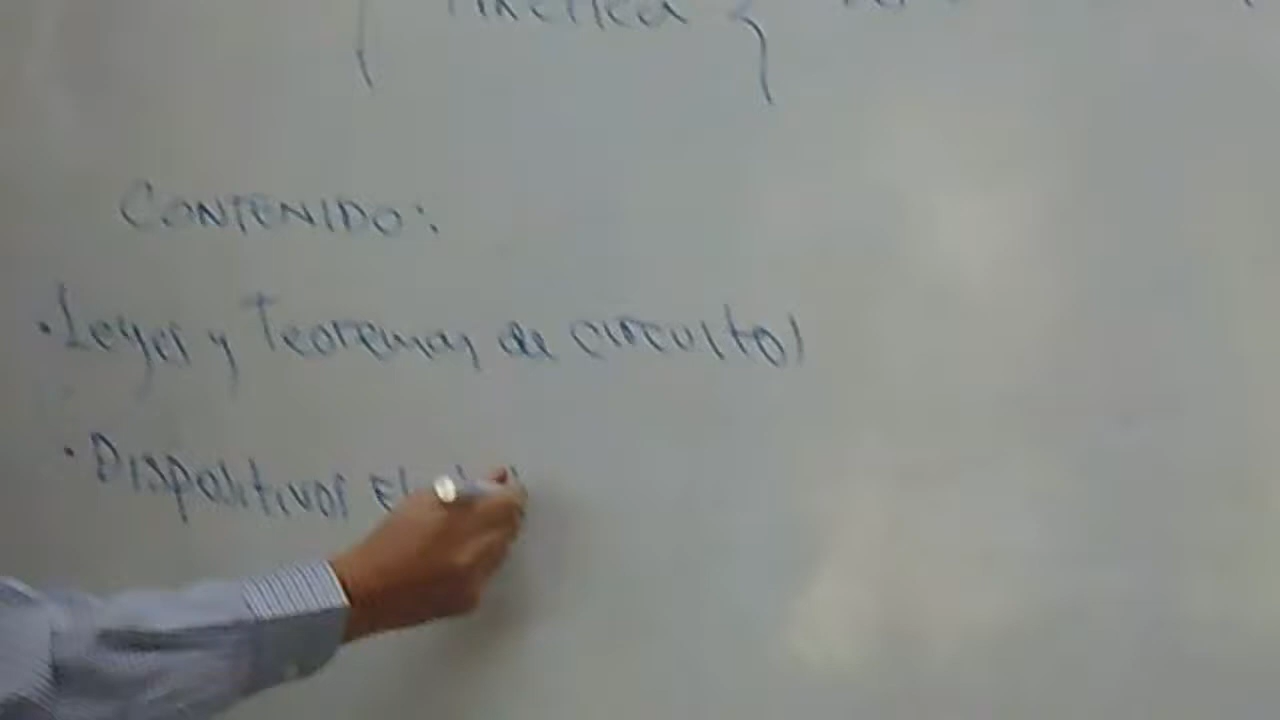 CONTENIDO:
• Leyes y Teoremas de circuitos
• Dispositivos